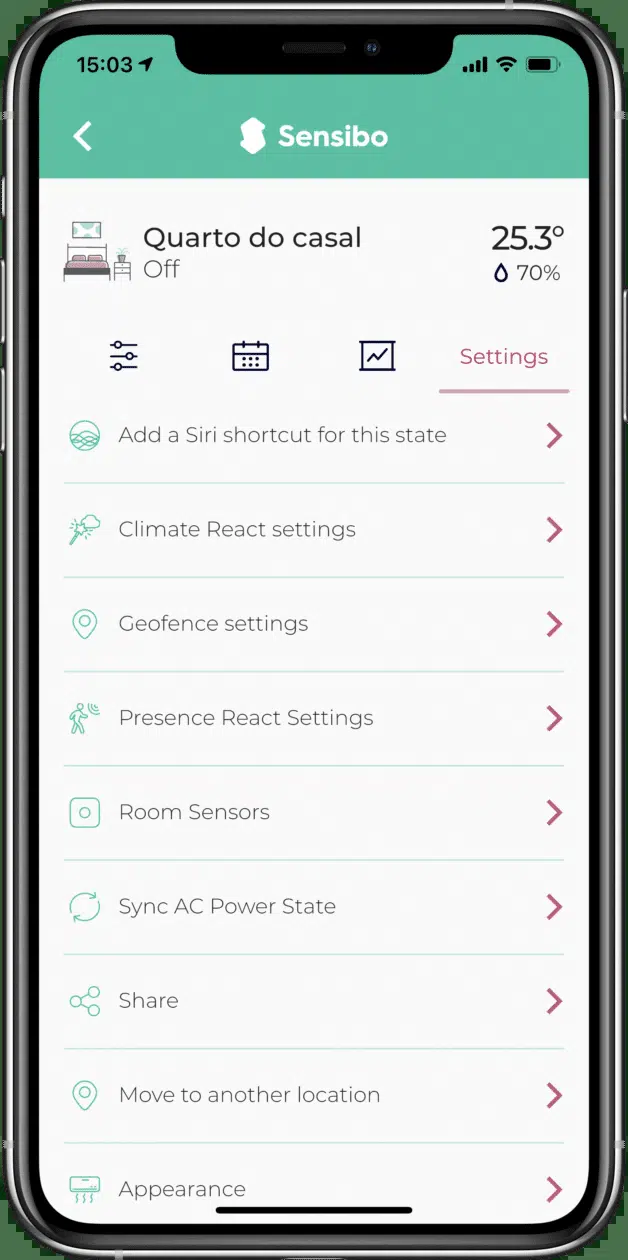 15:03
Sensibo
Quarto do casal
25.3°
Off
70%
Settings
Add a Siri shortcut for this state
Climate React settings
Geofence settings
Presence React Settings
Room Sensors
Sync AC Power State
Share
Move to another location
Appearance